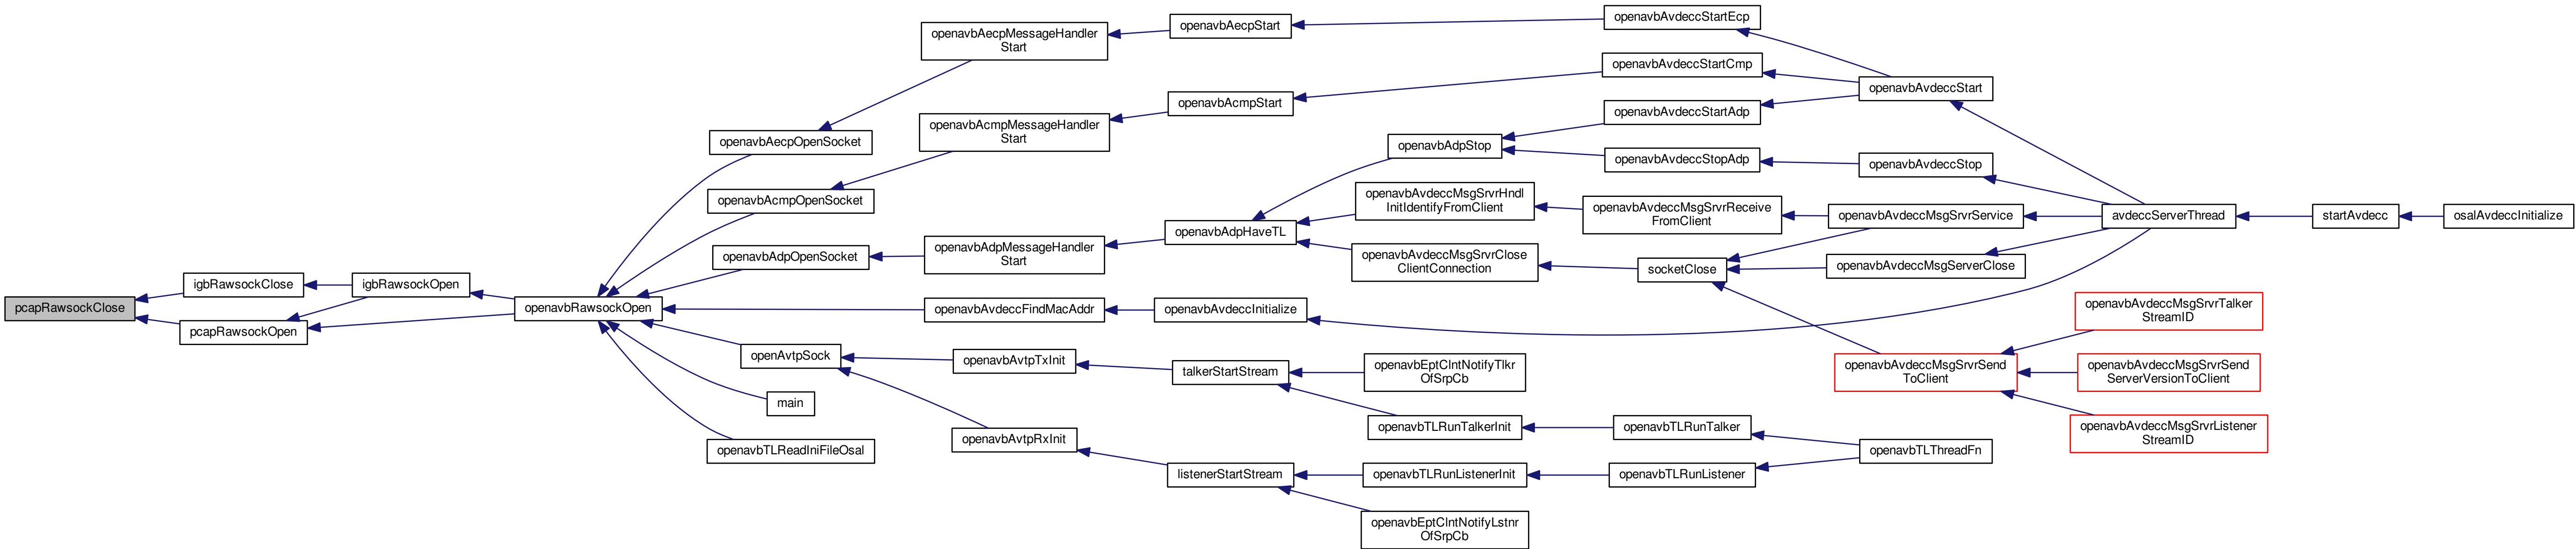 pcapRawsockClose
igbRawsockClose
pcapRawsockOpen
igbRawsockOpen
openavbRawsockOpen
openavbAecpOpenSocket
openavbAcmpOpenSocket
openavbAdpOpenSocket
openAvtpSock
main
openavbTLReadIniFileOsal
openavbAecpMessageHandler
Start
openavbAcmpMessageHandler
Start
openavbAdpMessageHandler
Start
openavbAvdeccFindMacAddr
openavbAvtpTxInit
openavbAvtpRxInit
openavbAecpStart
openavbAcmpStart
openavbAdpHaveTL
openavbAvdeccInitialize
talkerStartStream
listenerStartStream
openavbAdpStop
openavbAvdeccMsgSrvrHndl
InitIdentifyFromClient
openavbAvdeccMsgSrvrClose
ClientConnection
openavbEptClntNotifyTlkr
OfSrpCb
openavbTLRunTalkerInit
openavbTLRunListenerInit
openavbEptClntNotifyLstnr
OfSrpCb
openavbAvdeccStartEcp
openavbAvdeccStartCmp
openavbAvdeccStartAdp
openavbAvdeccStopAdp
openavbAvdeccMsgSrvrReceive
FromClient
socketClose
openavbTLRunTalker
openavbTLRunListener
openavbAvdeccStart
openavbAvdeccStop
openavbAvdeccMsgSrvrService
openavbAvdeccMsgServerClose
openavbAvdeccMsgSrvrSend
ToClient
openavbTLThreadFn
avdeccServerThread
openavbAvdeccMsgSrvrTalker
StreamID
openavbAvdeccMsgSrvrSend
ServerVersionToClient
openavbAvdeccMsgSrvrListener
StreamID
startAvdecc
osalAvdeccInitialize